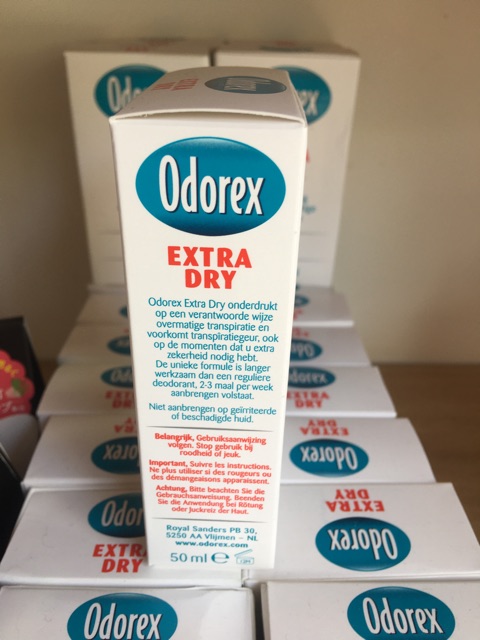 Odorex
EXTRA
DRY
Odorex Extra Dry onderdrukt
op een verantwoorde wijze
overmatige transpiratie en
voorkomt transpiratiegeur, ook
op de momenten dat u extra
zekerheid nodig hebt.
De unieke formule is langer
werkzaam dan een reguliere
deodorant, 2-3 maal per week
aanbrengen volstaat.
Niet aanbrengen op geïrriteerde
of beschadigde huid.
Belangrijk, Gebruiksaanwijzing
volgen. Stop gebruik bij
roodheid of jeuk.
Important, Suivre les instructions.
Ne plus utiliser si des rougeurs ou
des démangeaisons apparaissent.
Achtung, Bitte beachten Sie die
Gebrauchsanweisung. Beenden
Sie die Anwendung bei Rötung
oder Juckreiz der Haut.
Royal Sanders PB 30,
5250 AA Vlijmen – NL
www.odorex.com
50 ml e
Odorex
EXTRA
Odorex
EXTRA
Odorex
EXTRA
DRY
EXTRA
DRY
Odorex
Odorex
Odorex